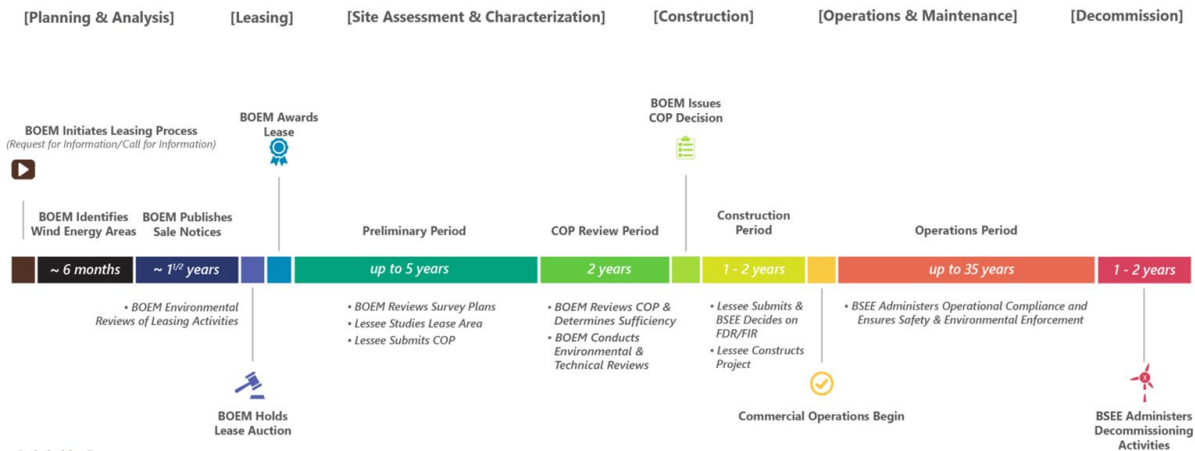 [Planning & Analysis] [Leasing] [Site Assessment & Characterization] [Construction] [Operations & Maintenance] [Decommission]
BOEM Initiates Leasing Process
(Request for Information/Call for Information)
BOEM Awards
Lease
BOEM Issues
COP Decision
BOEM Identifies
Wind Energy Areas
BOEM Publishes
Sale Notices
Preliminary Period
COP Review Period
Construction
Period
Operations Period
~ 6 months
~ 1 1/2 years
up to 5 years
2 years
1 - 2 years
up to 35 years
1 - 2 years
• BOEM Environmental
Reviews of Leasing Activities
• BOEM Reviews Survey Plans
• Lessee Studies Lease Area
• Lessee Submits COP
• BOEM Reviews COP &
Determines Sufficiency
• BOEM Conducts
Environmental &
Technical Reviews
• Lessee Submits &
BSEE Decides on
FDR/FIR
• Lessee Constructs
Project
• BSEE Administers Operational Compliance and
Ensures Safety & Environmental Enforcement
BOEM Holds
Lease Auction
Commercial Operations Begin
BSEE Administers
Decommissioning
Activities